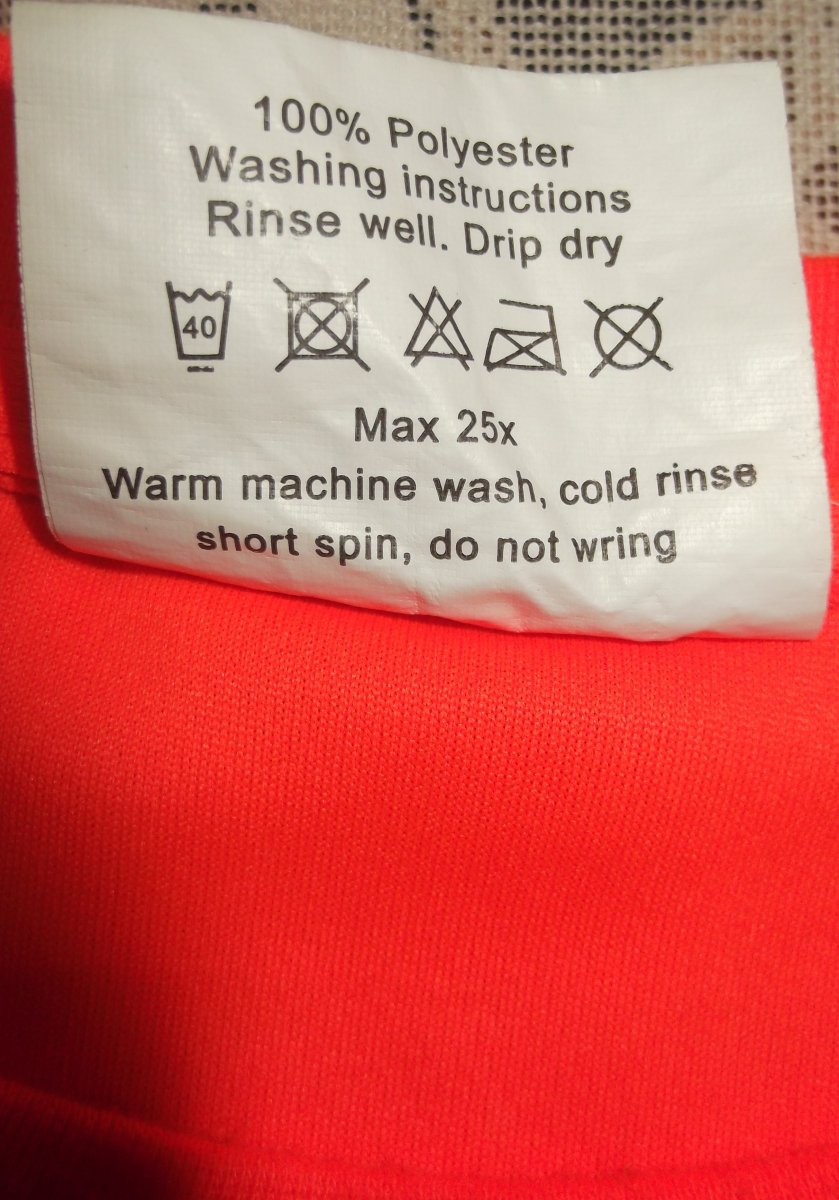 100% Polyester
Washing instructions
Rinse well. Drip dry
40
Max 25x
Warm machine wash, cold rinse
short spin, do not wring